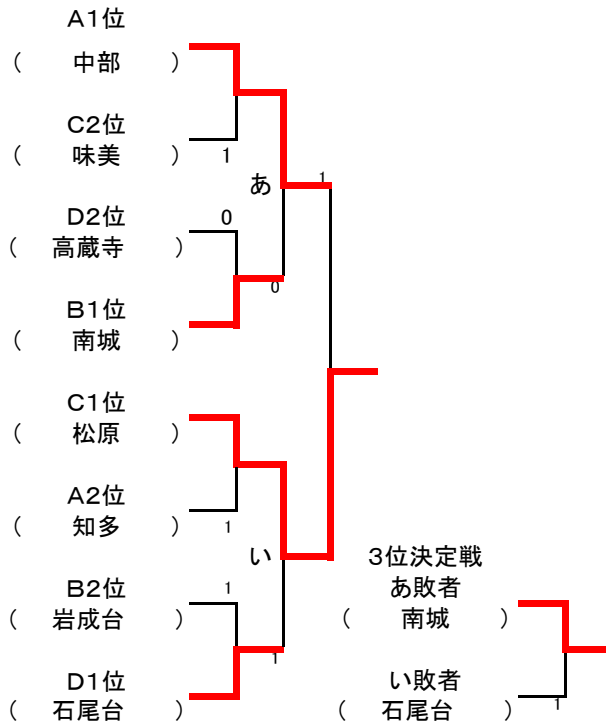 A1位
（ 中部 ）
C2位
（ 味美 ）
1
あ
1
D2位
0
（ 高蔵寺 ）
0
B1位
（ 南城 ）
C1位
（ 松原 ）
A2位
（ 知多 ）
1
い
B2位
1
（ 岩成台 ）
1
D1位
（ 石尾台 ）
3位決定戦
あ敗者
（ 南城 ）
い敗者
（ 石尾台 ）
1